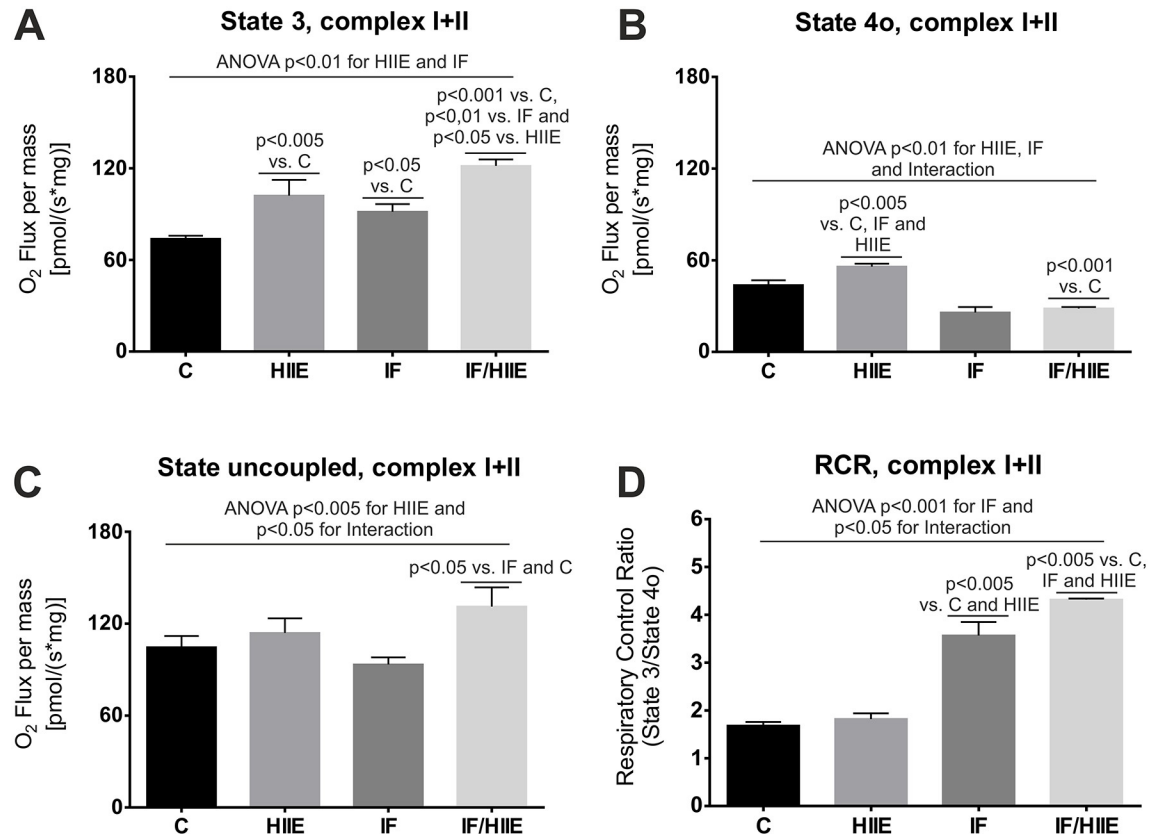 A
State 3, complex I+II
ANOVA p<0.01 for HIIE and IF
p<0.001 vs. C,
p<0,01 vs. IF and
p<0.05 vs. HIIE
p<0.005
vs. C
p<0.05
vs. C
180
120
60
0
O2 Flux per mass
[pmol/(s*mg)]
C
HIIE
IF
IF/HIIE
B
State 4o, complex I+II
ANOVA p<0.01 for HIIE, IF
and Interaction
p<0.005
vs. C, IF and
HIIE
p<0.001
vs. C
180
120
60
0
O2 Flux per mass
[pmol/(s*mg)]
C
HIIE
IF
IF/HIIE
C
State uncoupled, complex I+II
ANOVA p<0.005 for HIIE and
p<0.05 for Interaction
p<0.05 vs. IF and C
180
120
60
0
O2 Flux per mass
[pmol/(s*mg)]
C
HIIE
IF
IF/HIIE
D
RCR, complex I+II
ANOVA p<0.001 for IF and
p<0.05 for Interaction
p<0.005 vs. C,
IF and HIIE
p<0.005
vs. C and HIIE
6
5
4
3
2
1
0
Respiratory Control Ratio
(State 3/State 4o)
C
HIIE
IF
IF/HIIE